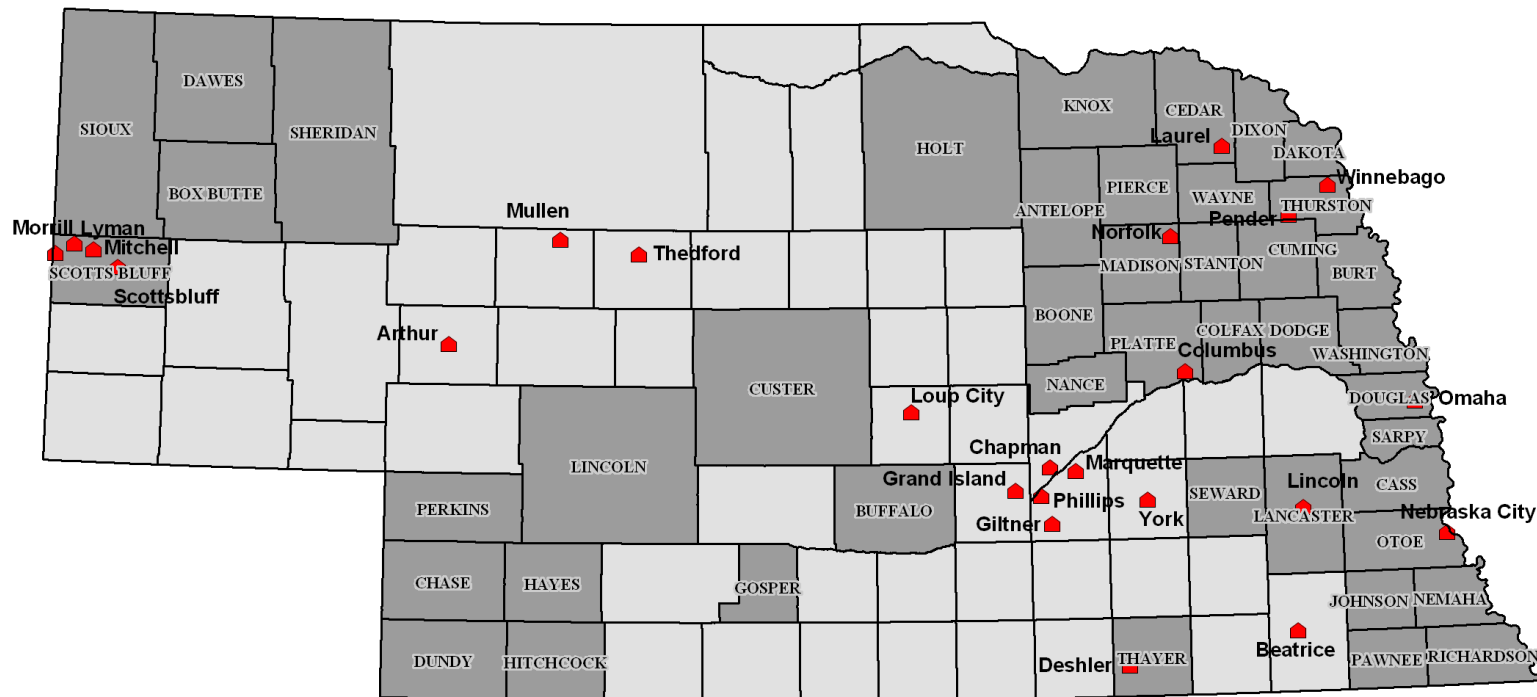 DAWES
KNOX
CEDAR
SIOUX
SHERIDAN
DIXON
Laurel
HOLT
DAKOTA
Winnebago
PIERCE
BOX BUTTE
WAYNE
THURSTON
Mullen
ANTELOPE
Pender
Morrill Lyman
Norfolk
Mitchell
Thedford
CUMING
MADISON
STANTON
SCOTTS BLUFF
BURT
Scottsbluff
BOONE
Arthur
COLFAX
DODGE
PLATTE
Columbus
WASHINGTON
NANCE
CUSTER
Loup City
DOUGLAS
Omaha
SARPY
Chapman
Marquette
LINCOLN
Grand Island
Lincoln
CASS
SEWARD
Phillips
PERKINS
BUFFALO
York
LANCASTER
Nebraska City
Giltner
OTOE
CHASE
HAYES
GOSPER
JOHNSON
NEMAHA
Beatrice
RICHARDSON
DUNDY
HITCHCOCK
Deshler
THAYER
PAWNEE